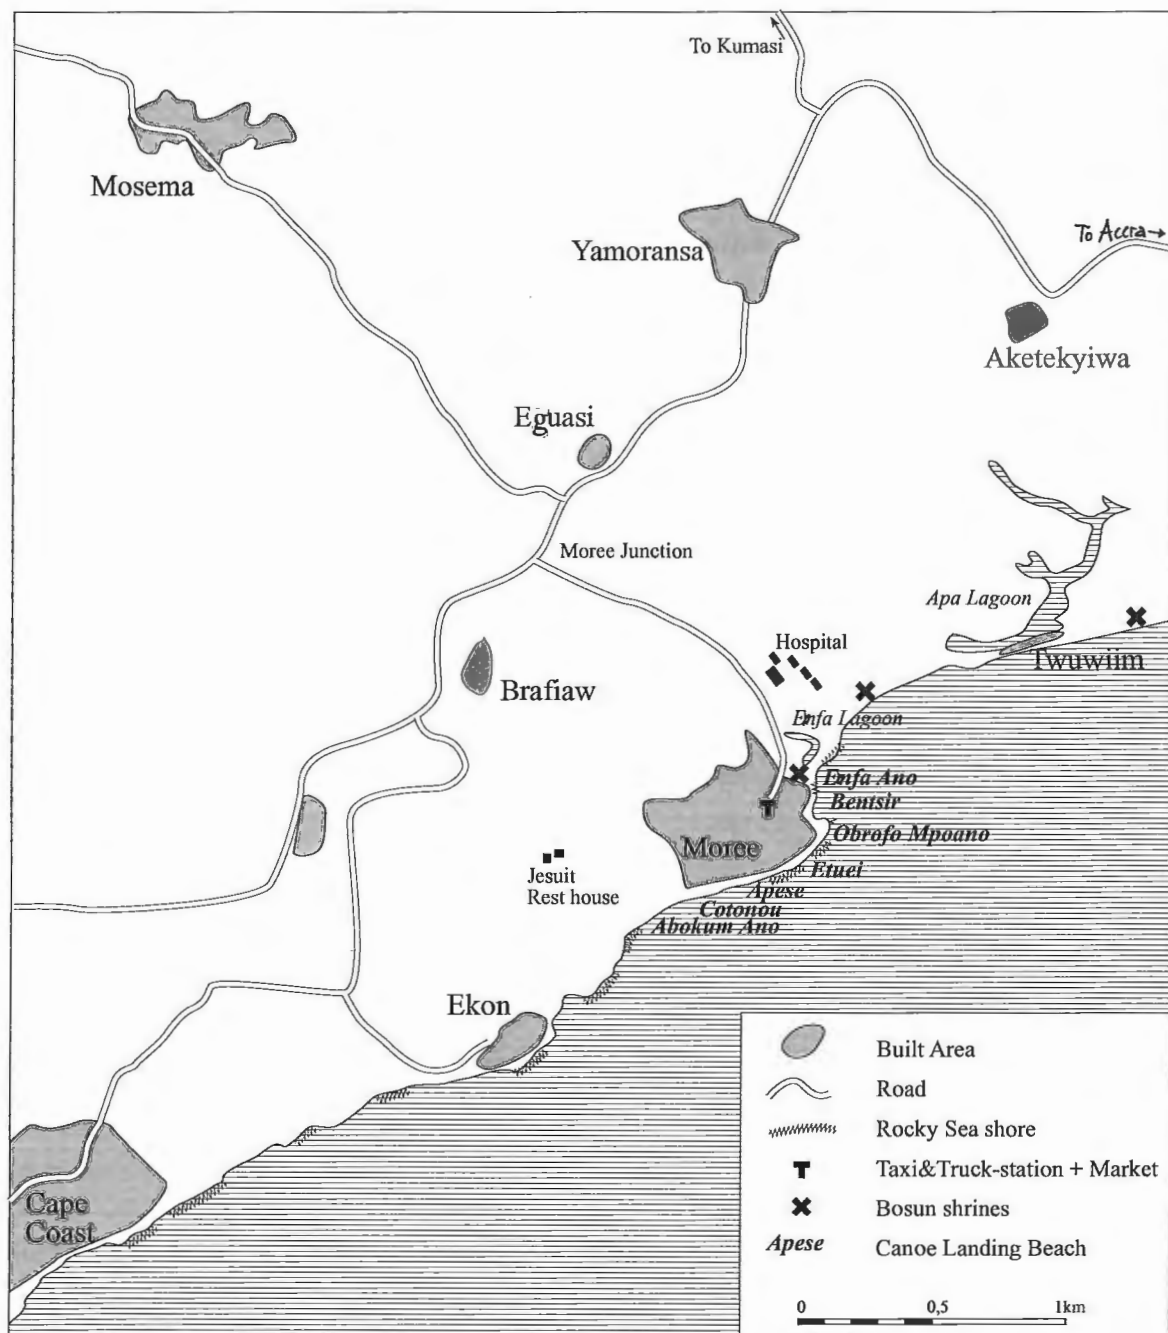 To Kumasi
Mosema
Yamoransa
To Accra→
Aketekyiwa
Eguasi
Moree Junction
Apa Lagoon
Hospital
Twuwiim
Brafiaw
Enfa Lagoon
Enfa Ano
Bentsir
T
Obrofo Mpoano
Moree
Etuei
Jesuit
Rest house
Apese
Cotonou
Abokum Ano
Ekon
Cape
Coast
Built Area
Road
Rocky Sea shore
T Taxi&Truck-station + Market
Bosun shrines
Apese Canoe Landing Beach
0 0,5 1km